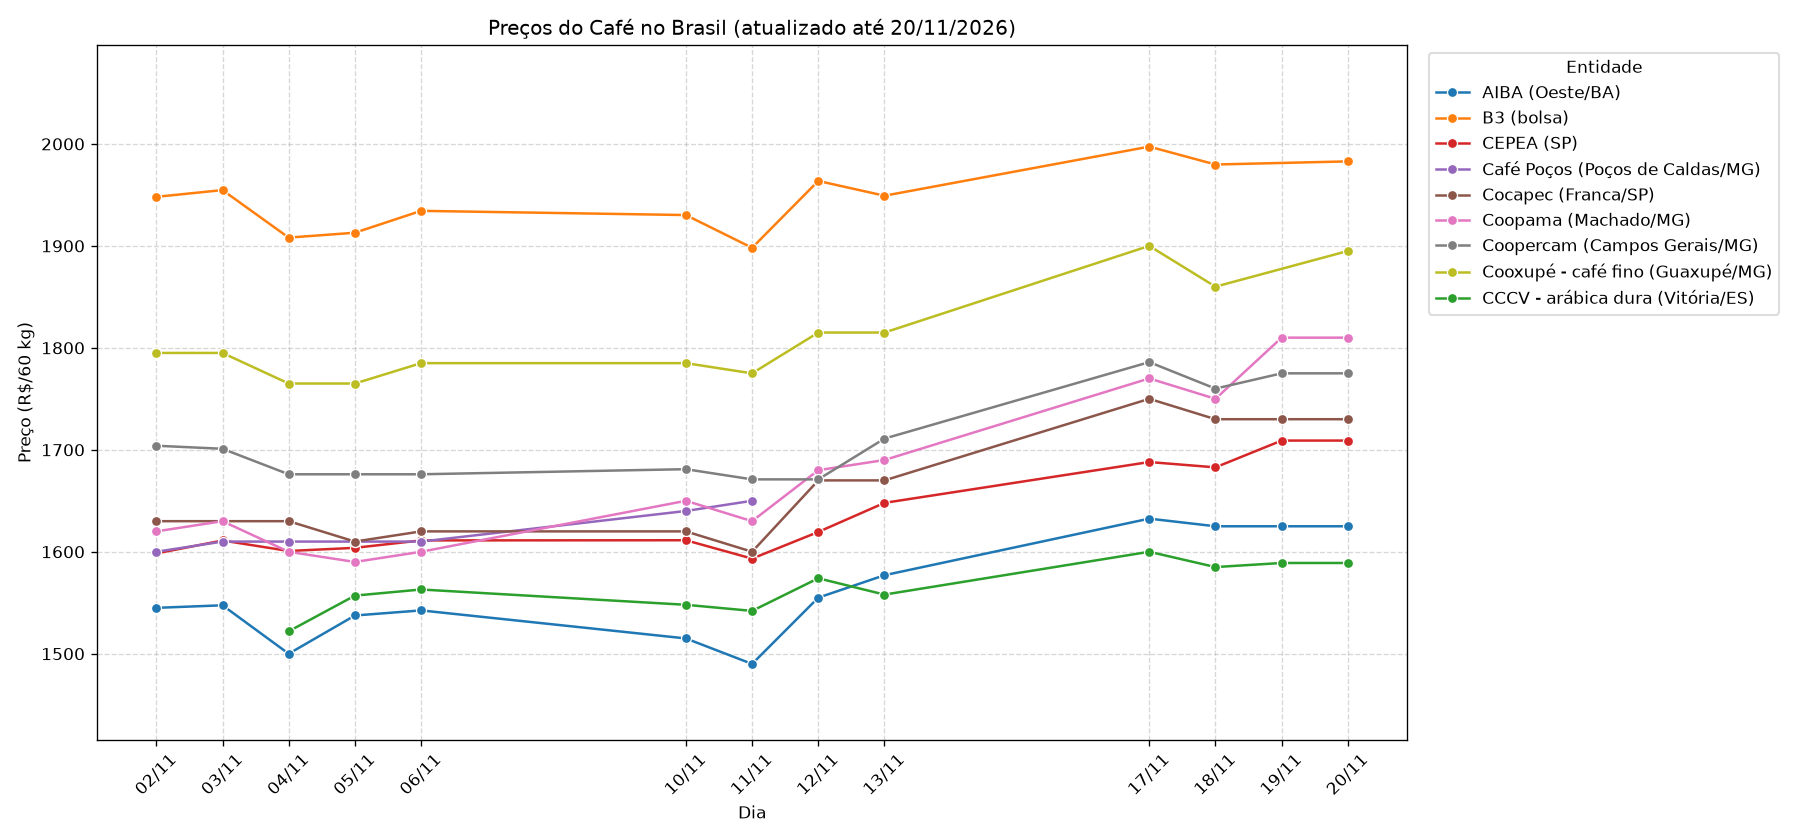 Preços do Café no Brasil (atualizado até 20/11/2026)
Preço (R$/60 kg)
2000
1900
1800
1700
1600
1500
02/11
03/11
04/11
05/11
06/11
10/11
11/11
12/11
13/11
17/11
18/11
19/11
20/11
Dia
Entidade
AIBA (Oeste/BA)
B3 (bolsa)
CEPEA (SP)
Café Poços (Poços de Caldas/MG)
Cocapec (Franca/SP)
Coopama (Machado/MG)
Coopercam (Campos Gerais/MG)
Cooxupé - café fino (Guaxupé/MG)
CCCV - arábica dura (Vitória/ES)